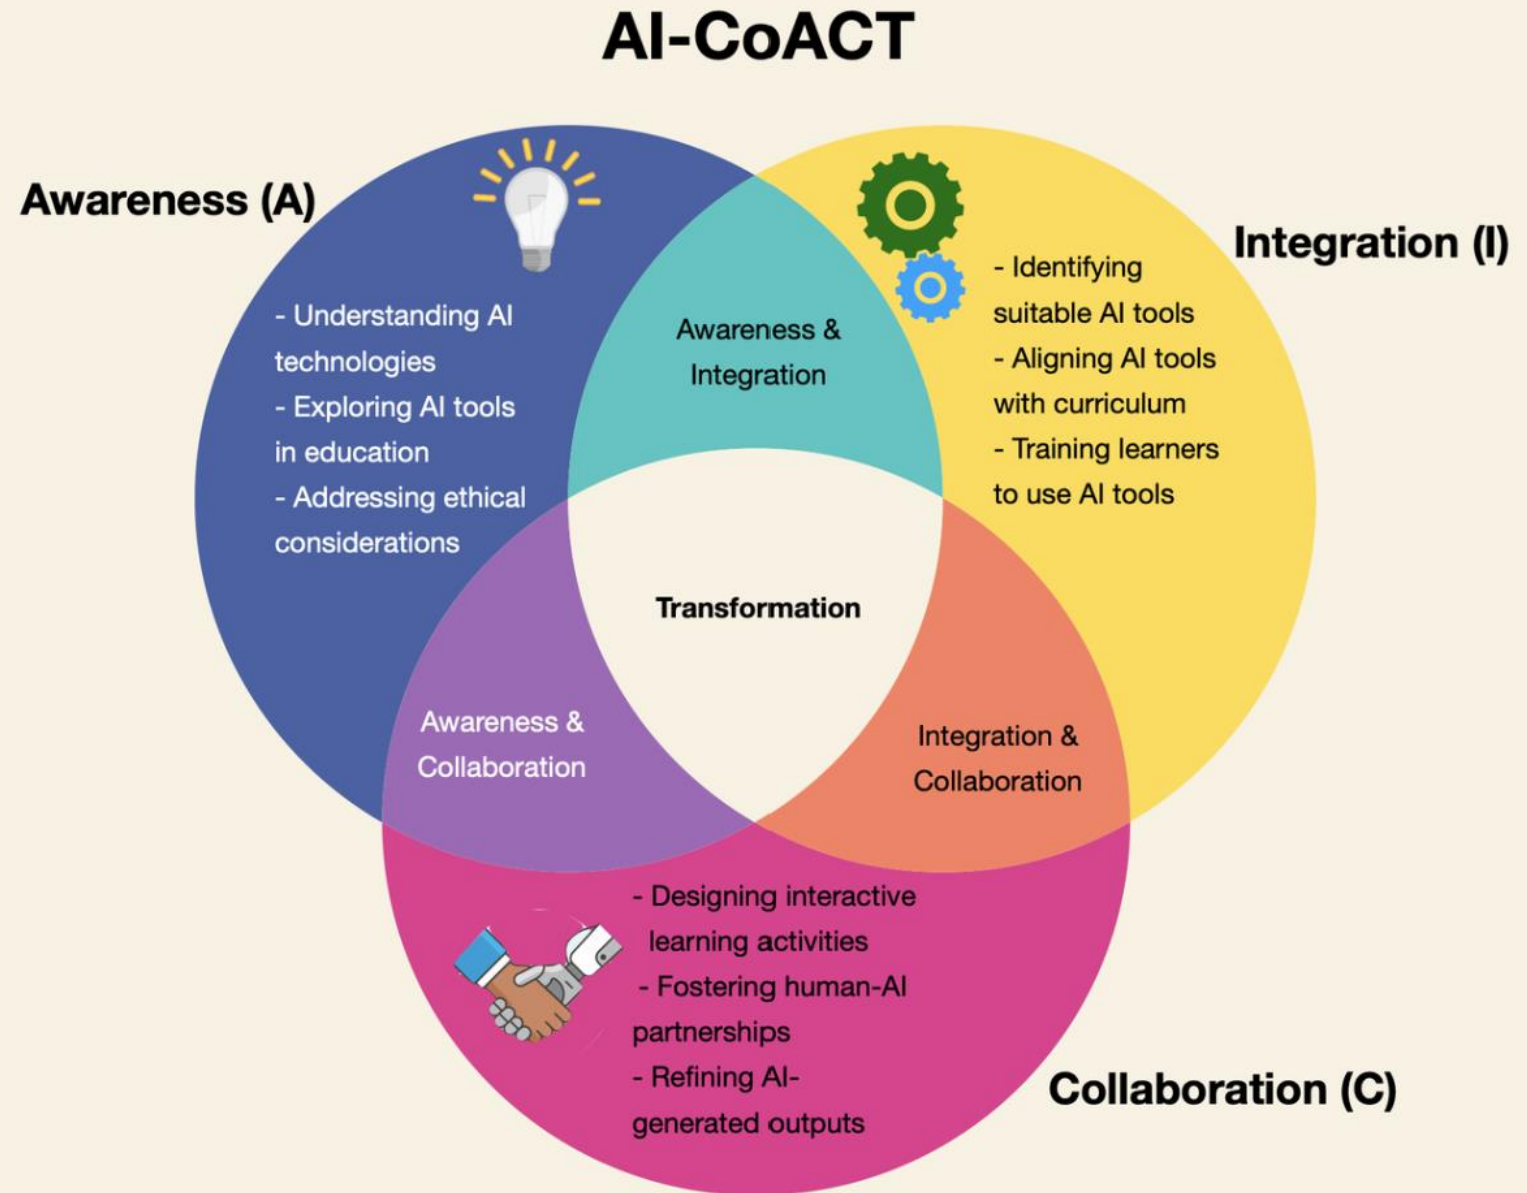 AI-CoACT
Awareness (A)
- Understanding AI
technologies
- Exploring AI tools
in education
- Addressing ethical
considerations
Awareness &
Integration
Integration (I)
- Identifying
suitable AI tools
- Aligning AI tools
with curriculum
- Training learners
to use AI tools
Transformation
Awareness &
Collaboration
Integration &
Collaboration
- Designing interactive
learning activities
- Fostering human-AI
partnerships
- Refining AI-
generated outputs
Collaboration (C)